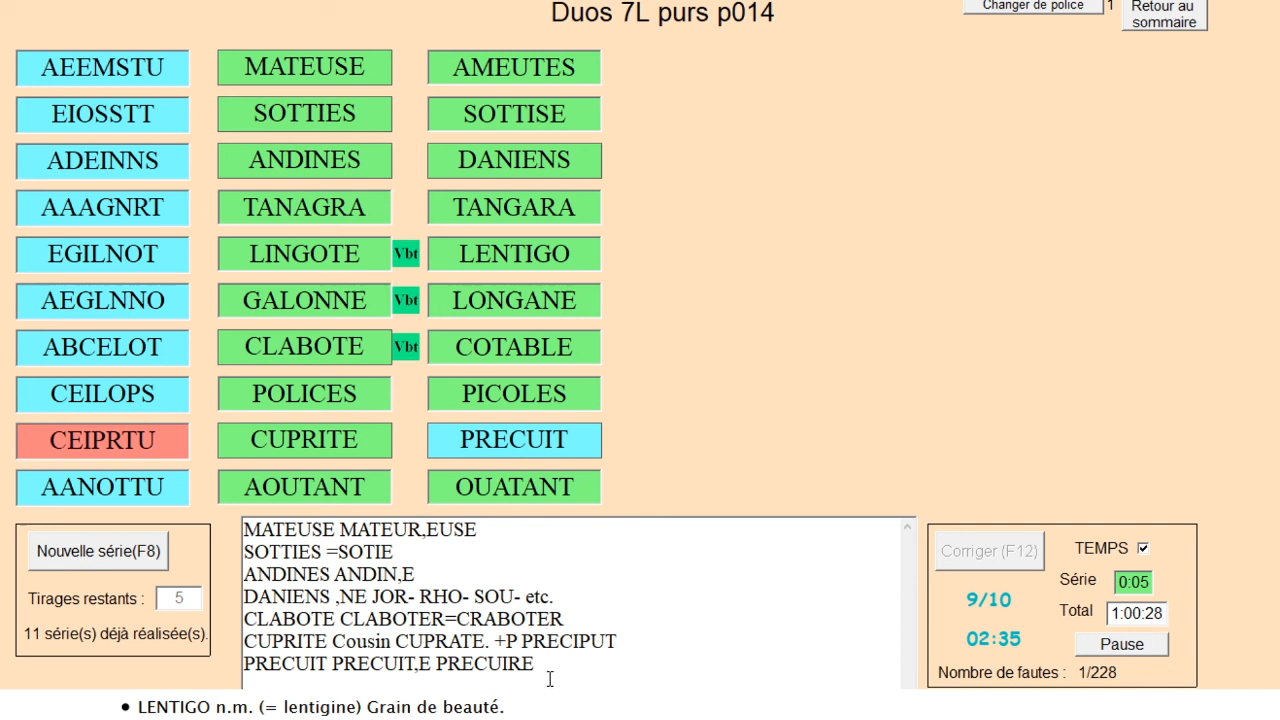 Duos 7L purs p014
Changer de police
1
Retour au
sommaire
AEEMSTU MATEUSE AMEUTES
EIOSSTT SOTTIES SOTTISE
ADEINNS ANDINES DANIENS
AAAGNRT TANAGRA TANGARA
EGILNOT LINGOTE Vbt LENTIGO
AEGLNNO GALONNE Vbt LONGANE
ABCELOT CLABOTE Vbt COTABLE
CEILOPS POLICES PICOLES
CEIPRTU CUPRITE PRECUIT
AANOTTU AOUTANT OUATANT
Nouvelle série(F8)
Tirages restants : 5
11 série(s) déjà réalisée(s).
MATEUSE MATEUR,EUSE
SOTTIES =SOTIE
ANDINES ANDIN,E
DANIENS ,NE JOR- RHO- SOU- etc.
CLABOTE CLABOTER=CRABOTER
CUPRITE Cousin CUPRATE. +P PRECIPUT
PRECUIT PRECUIT,E PRECUIRE
Corriger (F12)
TEMPS
Série 0:05
9/10
Total 1:00:28
02:35
Pause
Nombre de fautes : 1/228
• LENTIGO n.m. (= lentigine) Grain de beauté.